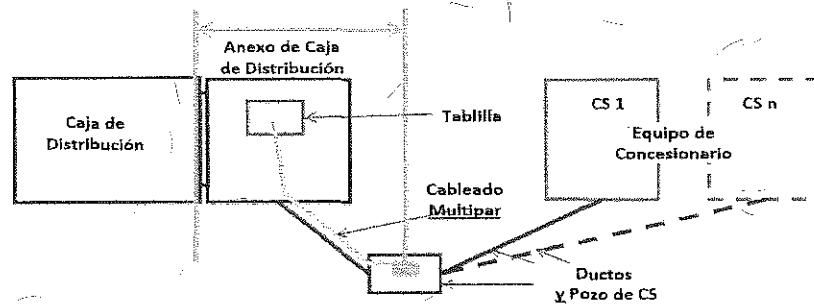 Anexo de Caja
de Distribución
Caja de
Distribución
Tablilla
CS 1
CS n
Equipo de
Concesionario
Cableado
Multipar
Ductos
y Pozo de CS